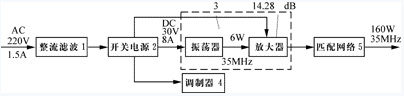 3 14.28 dB
AC
220V
1.5A
整流滤波 1
开关电源 2
DC
30V
8A
振荡器
6W
35MHz
放大器
匹配网络 5
160W
35MHz
调制器 4